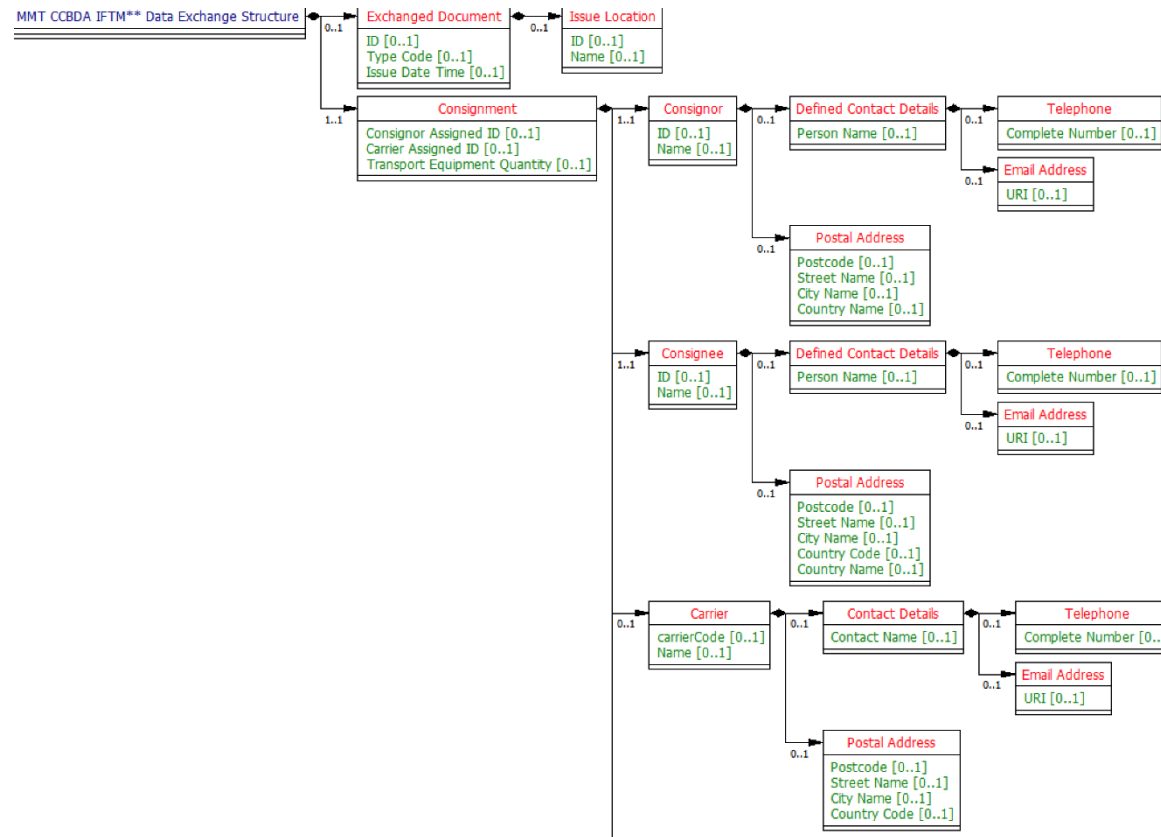 MMT CCBDA IFTM** Data Exchange Structure
0..1
Exchanged Document
ID [0..1]
Type Code [0..1]
Issue Date Time [0..1]
0..1
Issue Location
ID [0..1]
Name [0..1]
1..1
Consignment
Consignor Assigned ID [0..1]
Carrier Assigned ID [0..1]
Transport Equipment Quantity [0..1]
1..1
Consignor
ID [0..1]
Name [0..1]
0..1
Defined Contact Details
Person Name [0..1]
0..1
Telephone
Complete Number [0..1]
0..1
Email Address
URI [0..1]
0..1
Postal Address
Postcode [0..1]
Street Name [0..1]
City Name [0..1]
Country Name [0..1]
1..1
Consignee
ID [0..1]
Name [0..1]
0..1
Defined Contact Details
Person Name [0..1]
0..1
Telephone
Complete Number [0..1]
0..1
Email Address
URI [0..1]
0..1
Postal Address
Postcode [0..1]
Street Name [0..1]
City Name [0..1]
Country Code [0..1]
Country Name [0..1]
0..1
Carrier
carrierCode [0..1]
Name [0..1]
0..1
Contact Details
Contact Name [0..1]
0..1
Telephone
Complete Number [0..
0..1
Email Address
URI [0..1]
0..1
Postal Address
Postcode [0..1]
Street Name [0..1]
City Name [0..1]
Country Code [0..1]